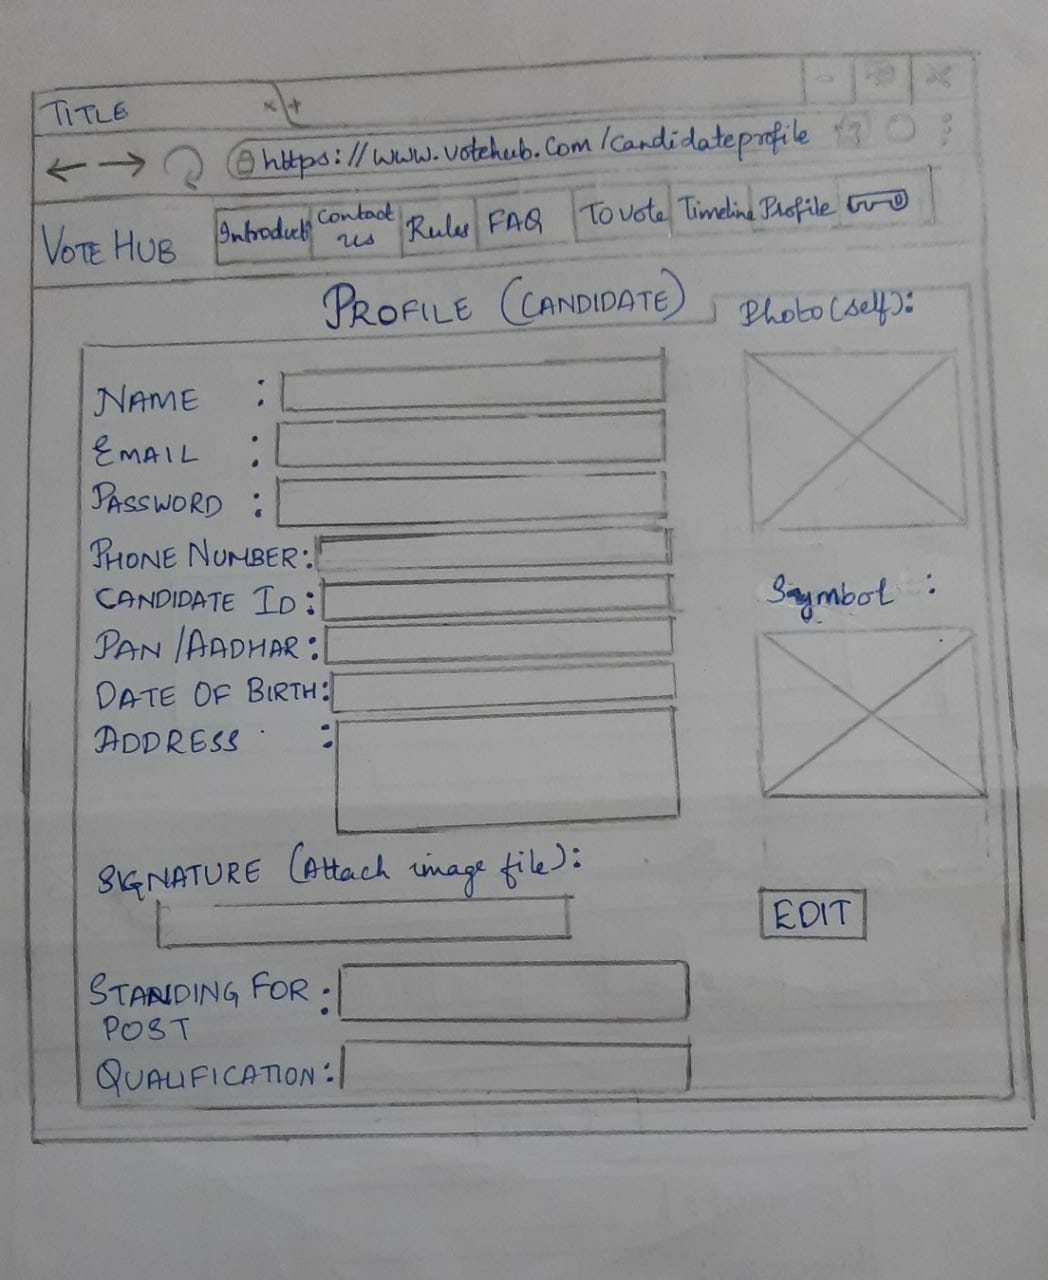 TITLE x +
https://www.votehub.com/candidateprofile
VOTE HUB Introducti Contact us Rules FAQ To Vote Timeline Profile
PROFILE (CANDIDATE)
Photo (self):
NAME :
EMAIL :
PASSWORD :
PHONE NUMBER:
CANDIDATE ID:
PAN /AADHAR:
DATE OF BIRTH:
ADDRESS :
Symbol :
SIGNATURE (Attach image file):
EDIT
STANDING FOR :
POST
QUALIFICATION: